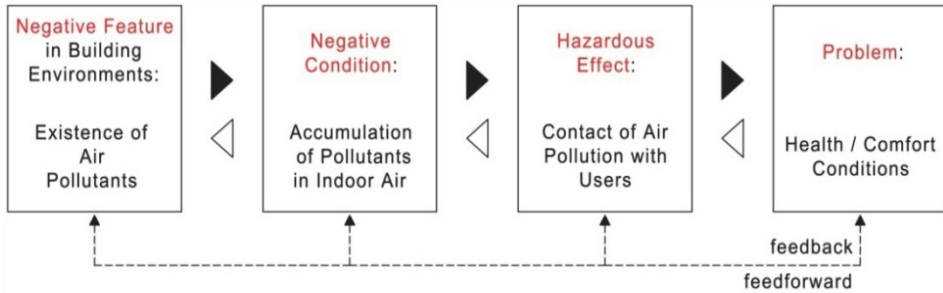 Negative Feature
in Building
Environments:
Existence of
Air
Pollutants
Negative
Condition:
Accumulation
of Pollutants
in Indoor Air
Hazardous
Effect:
Contact of Air
Pollution with
Users
Problem:
Health / Comfort
Conditions
feedback
feedforward